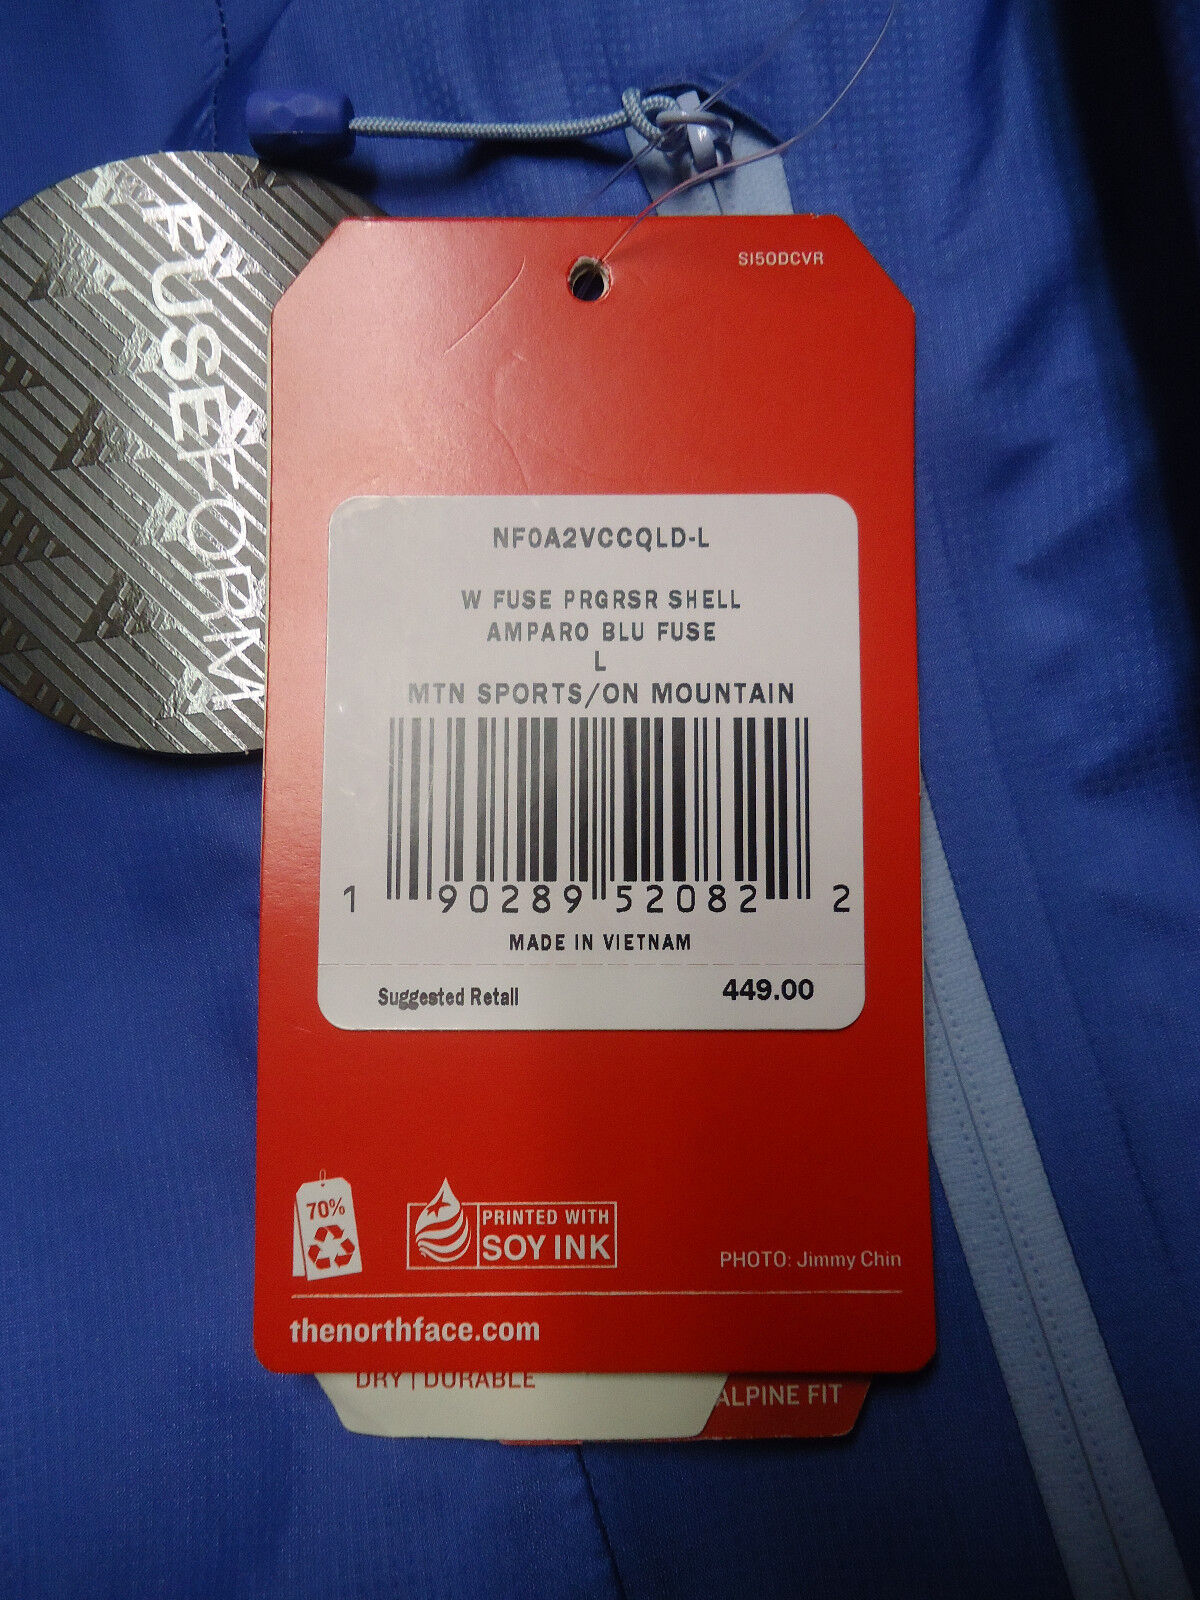 FUSEFORM
SI50DCVR
NF0A2VCCQLD-L
W FUSE PRGRSR SHELL
AMPARO BLU FUSE
L
MTN SPORTS/ON MOUNTAIN
1 90289 52082 2
MADE IN VIETNAM
Suggested Retail 449.00
70%
PRINTED WITH
SOY INK
PHOTO: Jimmy Chin
thenorthface.com
DRY | DURABLE
ALPINE FIT